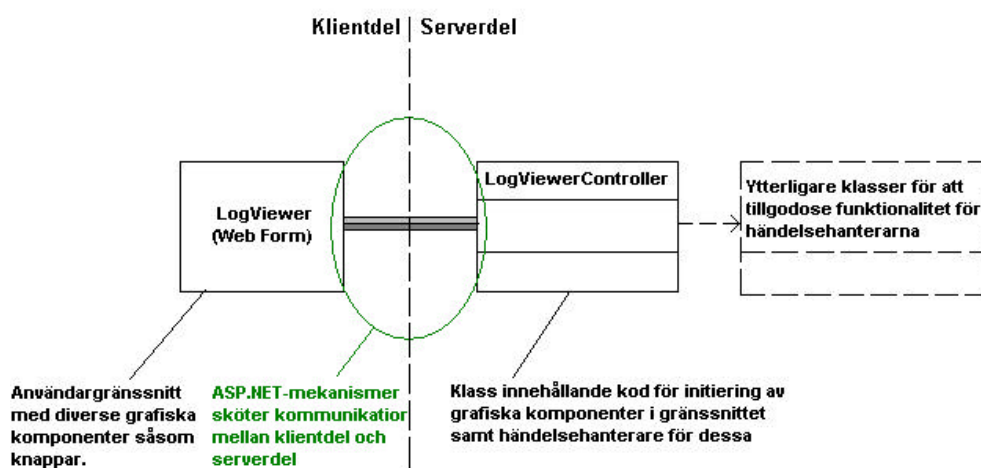 Klientdel
Serverdel
LogViewer
(Web Form)
LogViewerController
Ytterligare klasser för att
tillgodose funktionalitet för
händelsehanterarna
Användargränssnitt
med diverse grafiska
komponenter såsom
knappar.
ASP.NET-mekanismer
sköter kommunikatior
mellan klientdel och
serverdel
Klass innehållande kod för initiering av
grafiska komponenter i gränssnittet
samt händelsehanterare för dessa